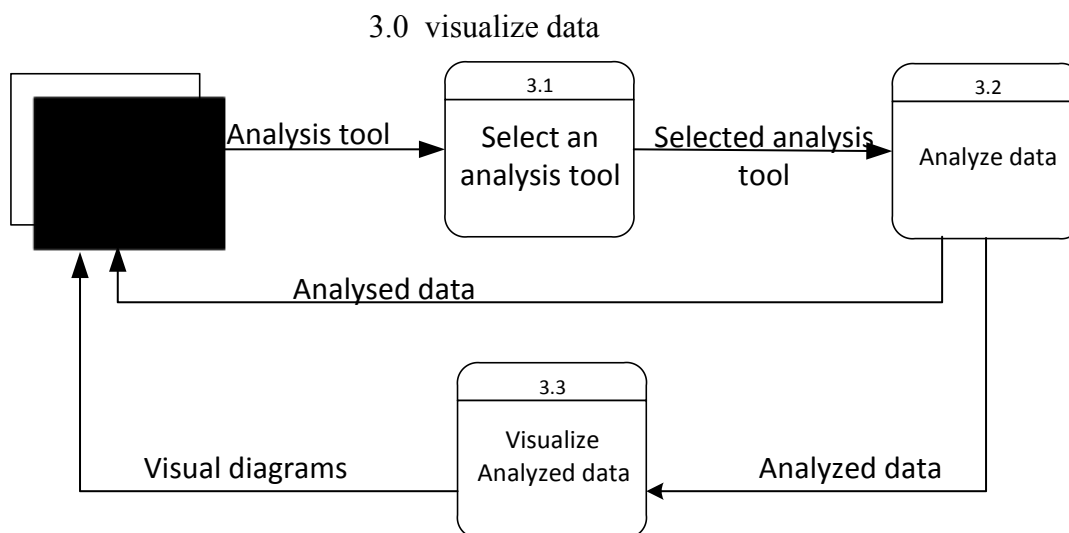 3.0 visualize data
3.1
Select an
analysis tool
3.2
Analyze data
Analysis tool
Selected analysis
tool
Analysed data
3.3
Visualize
Analyzed data
Visual diagrams
Analyzed data